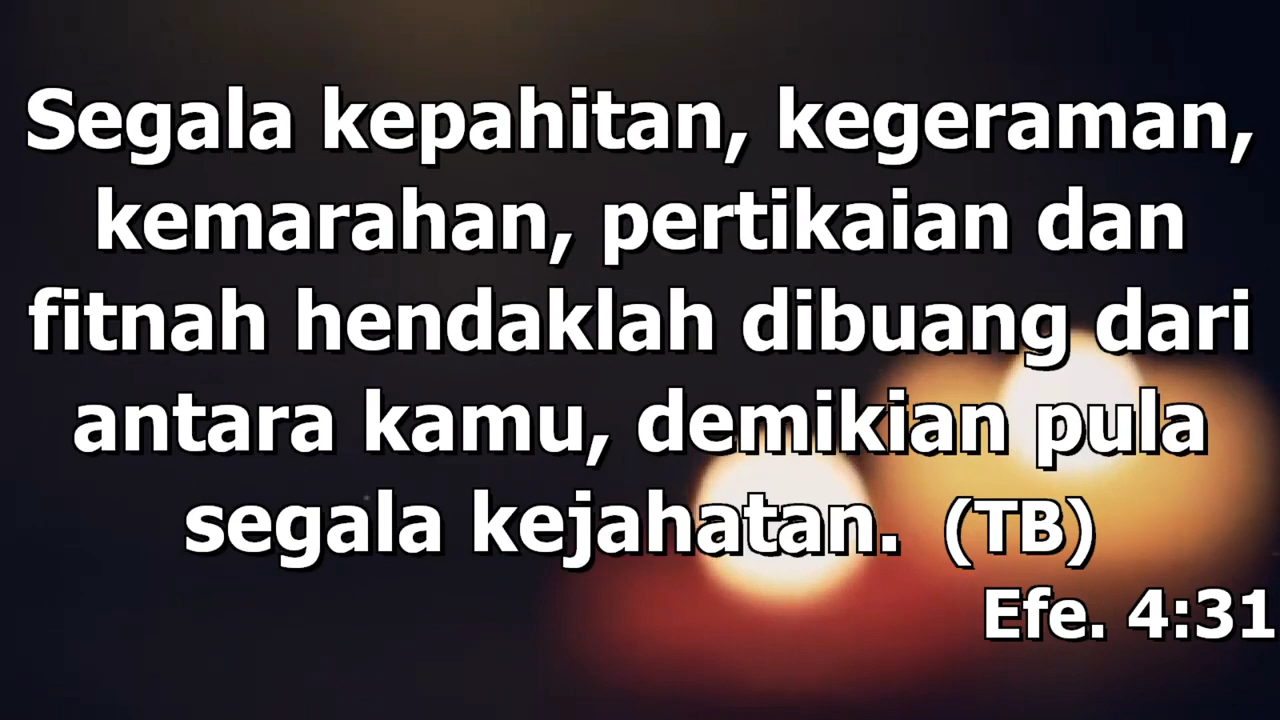 Segala kepahitan, kegeraman,
kemarahan, pertikaian dan
fitnah hendaklah dibuang dari
antara kamu, demikian pula
segala kejahatan. (TB)
Efe. 4:31